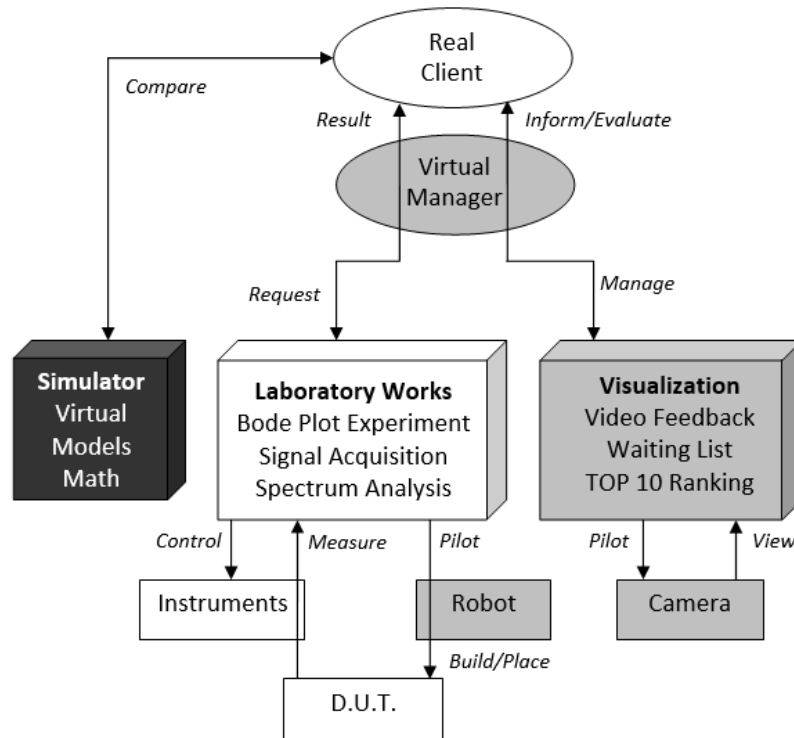 Real
Client
Compare
Result
Inform/Evaluate
Virtual
Manager
Request
Manage
Simulator
Virtual
Models
Math
Laboratory Works
Bode Plot Experiment
Signal Acquisition
Spectrum Analysis
Visualization
Video Feedback
Waiting List
TOP 10 Ranking
Control
Measure
Pilot
Pilot
View
Instruments
Robot
Camera
Build/Place
D.U.T.